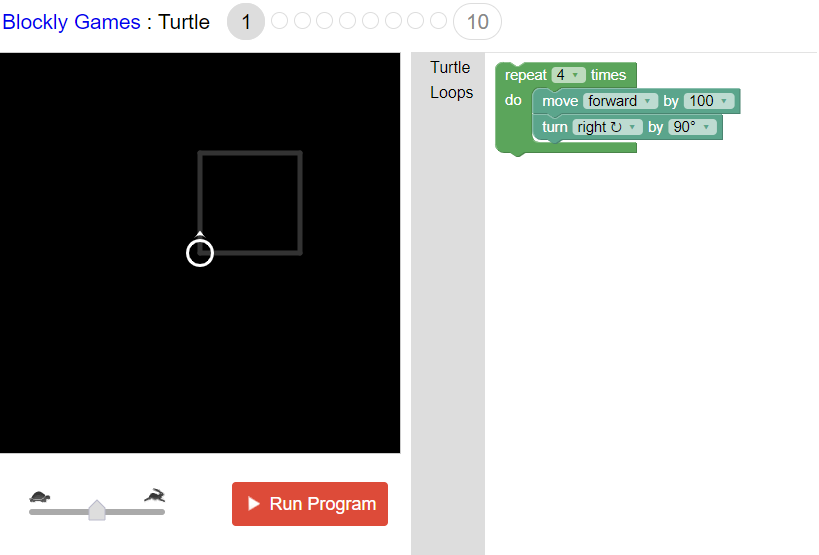 Blockly Games : Turtle 1 10
Turtle
Loops
repeat 4 times
do move forward by 100
turn right ↻ by 90°
Run Program